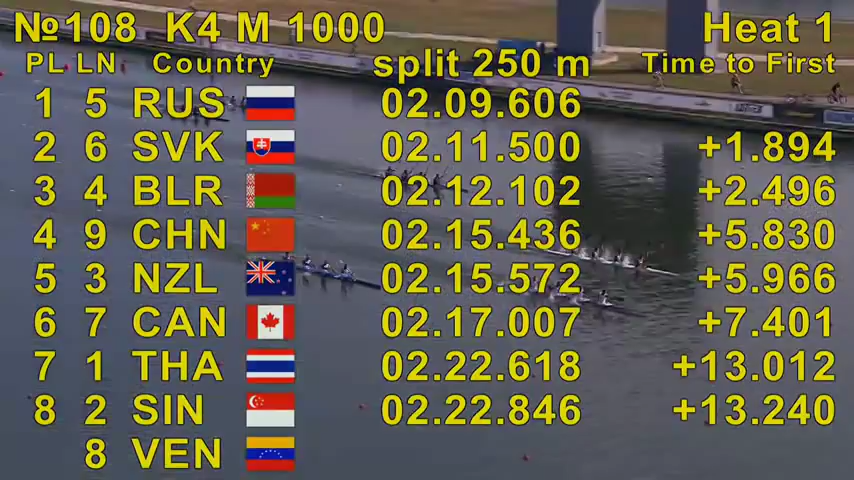 №108 K4 M 1000 Heat 1
PL LN Country split 250 m Time to First
1 5 RUS 02.09.606
2 6 SVK 02.11.500 +1.894
3 4 BLR 02.12.102 +2.496
4 9 CHN 02.15.436 +5.830
5 3 NZL 02.15.572 +5.966
6 7 CAN 02.17.007 +7.401
7 1 THA 02.22.618 +13.012
8 2 SIN 02.22.846 +13.240
8 VEN